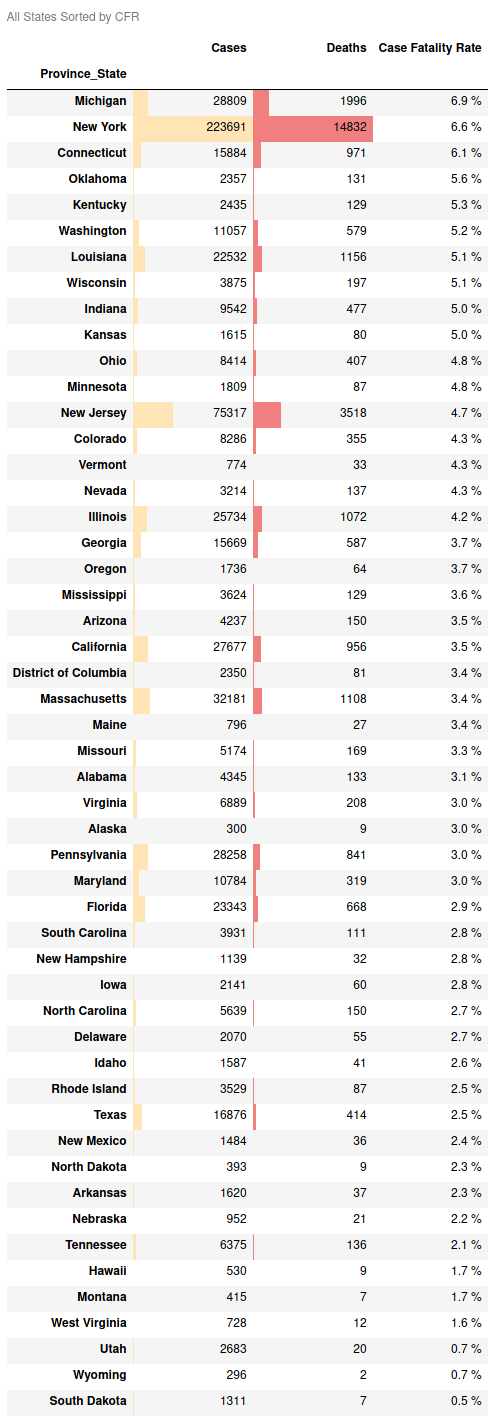 All States Sorted by CFR
Cases Deaths Case Fatality Rate
Province_State
Michigan 28809 1996 6.9 %
New York 223691 14832 6.6 %
Connecticut 15884 971 6.1 %
Oklahoma 2357 131 5.6 %
Kentucky 2435 129 5.3 %
Washington 11057 579 5.2 %
Louisiana 22532 1156 5.1 %
Wisconsin 3875 197 5.1 %
Indiana 9542 477 5.0 %
Kansas 1615 80 5.0 %
Ohio 8414 407 4.8 %
Minnesota 1809 87 4.8 %
New Jersey 75317 3518 4.7 %
Colorado 8286 355 4.3 %
Vermont 774 33 4.3 %
Nevada 3214 137 4.3 %
Illinois 25734 1072 4.2 %
Georgia 15669 587 3.7 %
Oregon 1736 64 3.7 %
Mississippi 3624 129 3.6 %
Arizona 4237 150 3.5 %
California 27677 956 3.5 %
District of Columbia 2350 81 3.4 %
Massachusetts 32181 1108 3.4 %
Maine 796 27 3.4 %
Missouri 5174 169 3.3 %
Alabama 4345 133 3.1 %
Virginia 6889 208 3.0 %
Alaska 300 9 3.0 %
Pennsylvania 28258 841 3.0 %
Maryland 10784 319 3.0 %
Florida 23343 668 2.9 %
South Carolina 3931 111 2.8 %
New Hampshire 1139 32 2.8 %
Iowa 2141 60 2.8 %
North Carolina 5639 150 2.7 %
Delaware 2070 55 2.7 %
Idaho 1587 41 2.6 %
Rhode Island 3529 87 2.5 %
Texas 16876 414 2.5 %
New Mexico 1484 36 2.4 %
North Dakota 393 9 2.3 %
Arkansas 1620 37 2.3 %
Nebraska 952 21 2.2 %
Tennessee 6375 136 2.1 %
Hawaii 530 9 1.7 %
Montana 415 7 1.7 %
West Virginia 728 12 1.6 %
Utah 2683 20 0.7 %
Wyoming 296 2 0.7 %
South Dakota 1311 7 0.5 %